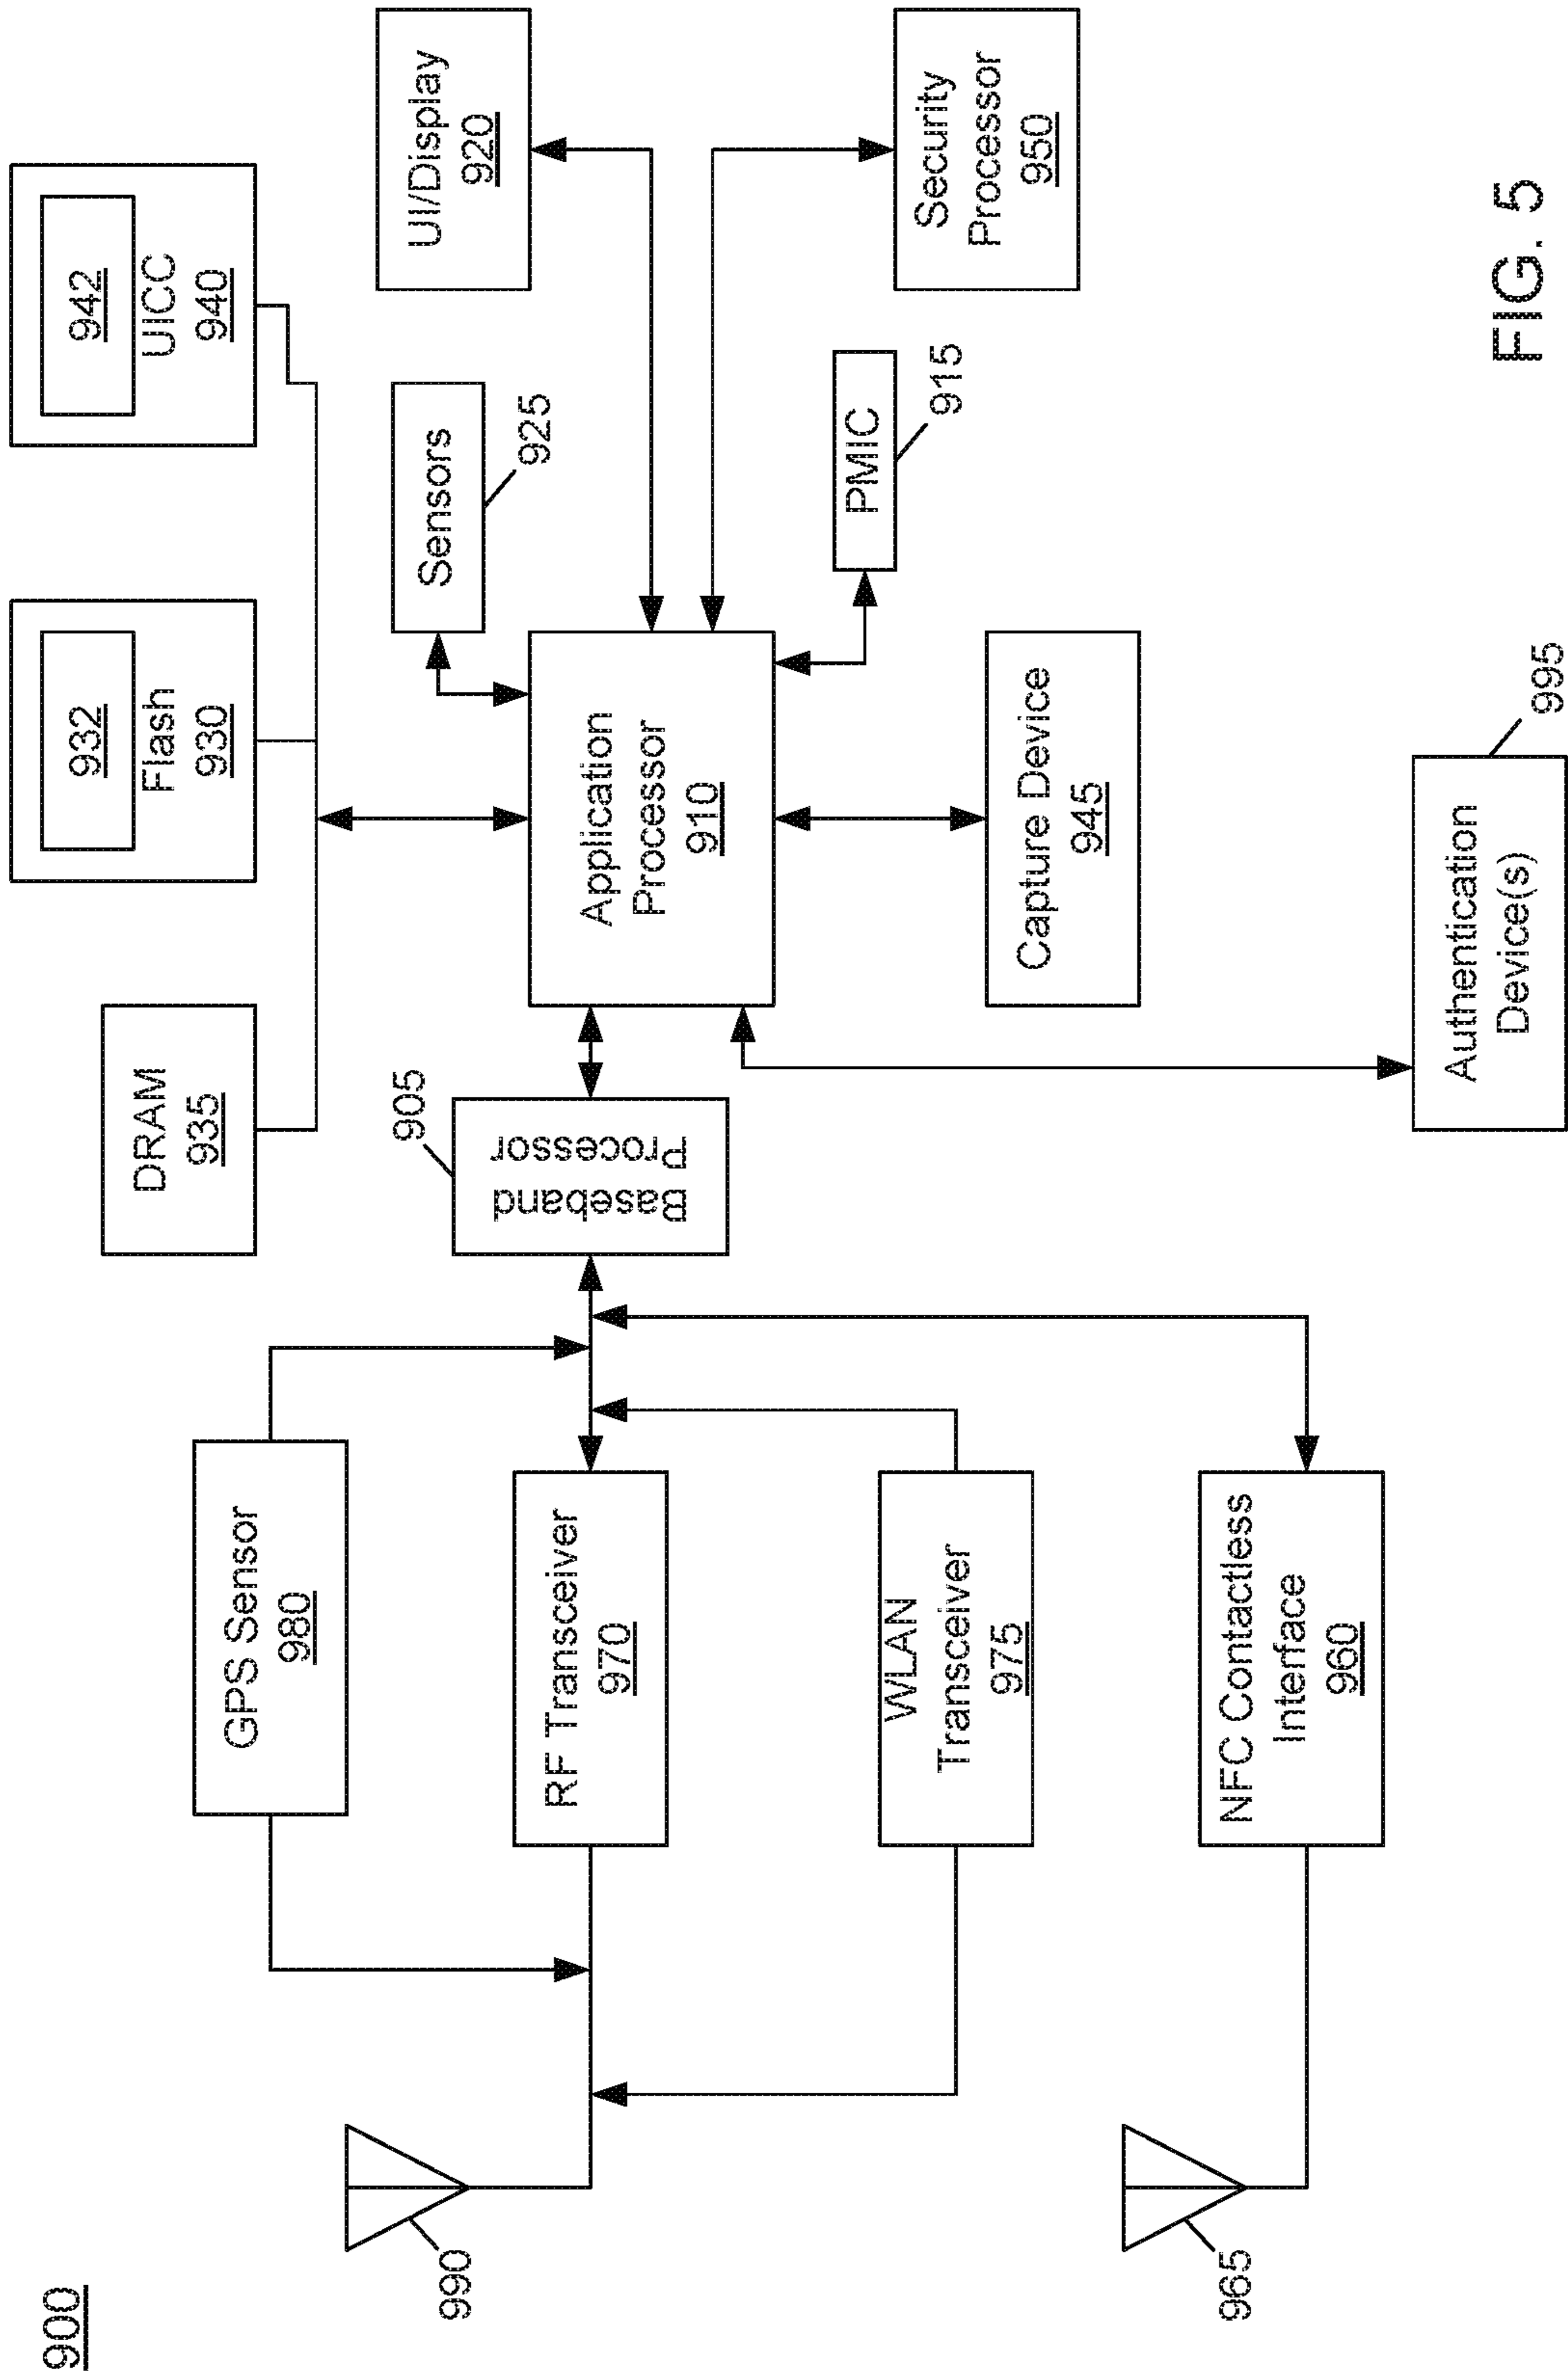 900
DRAM
935
932
Flash
930
942
UICC
940
GPS Sensor
980
905
Baseband
Processor
Sensors
925
UI/Display
920
990
RF Transceiver
970
Application
Processor
910
PMIC
915
Security
Processor
950
WLAN
Transceiver
975
Capture Device
945
965
NFC Contactless
Interface
960
Authentication
Device(s)
995
FIG. 5